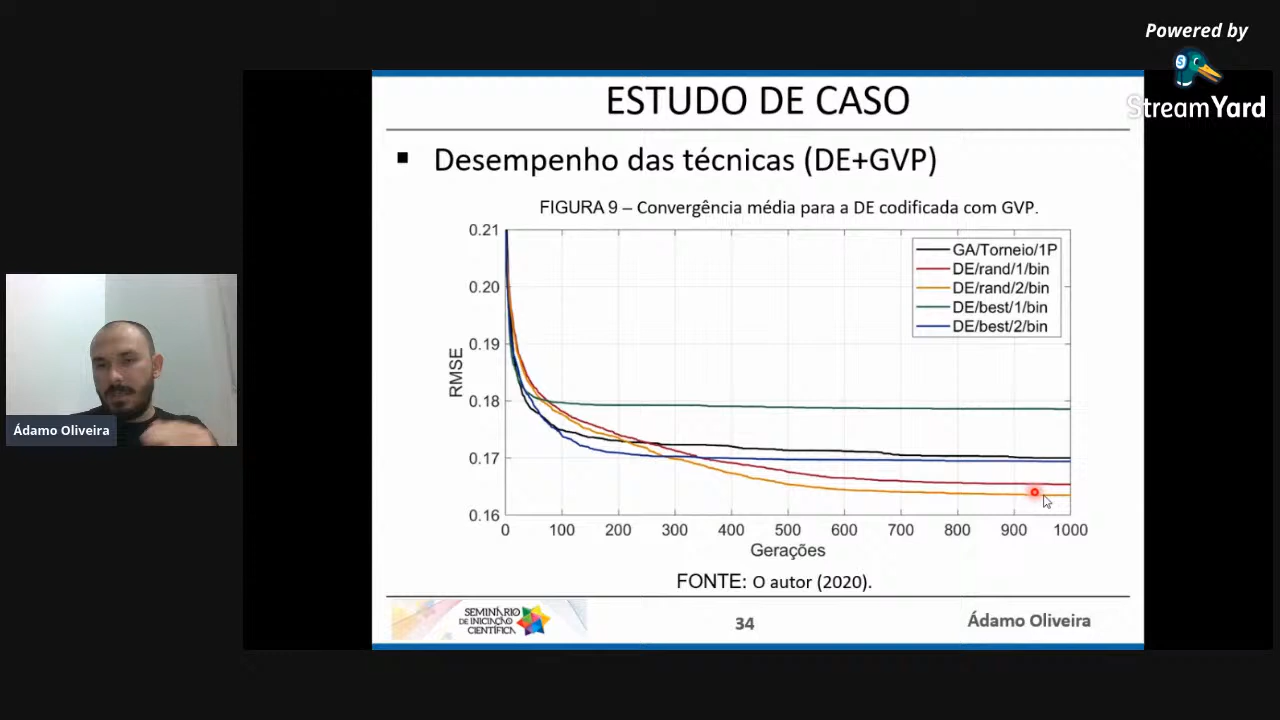 Powered by
StreamYard
ESTUDO DE CASO
Desempenho das técnicas (DE+GVP)
FIGURA 9 – Convergência média para a DE codificada com GVP.
0.21
0.20
0.19
0.18
0.17
0.16
RMSE
GA/Torneio/1P
DE/rand/1/bin
DE/rand/2/bin
DE/best/1/bin
DE/best/2/bin
0 100 200 300 400 500 600 700 800 900 1000
Gerações
FONTE: O autor (2020).
SEMINÁRIO
DE INICIAÇÃO
CIENTÍFICA
34
Ádamo Oliveira
Ádamo Oliveira